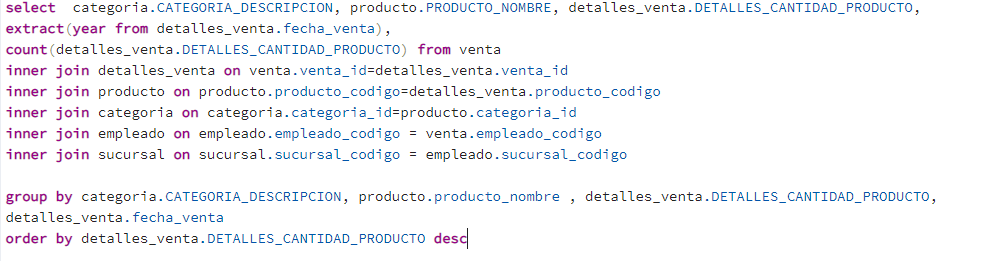 select  categoria.CATEGORIA_DESCRIPCION, producto.PRODUCTO_NOMBRE, detalles_venta.DETALLES_CANTIDAD_PRODUCTO,
extract(year from detalles_venta.fecha_venta),
count(detalles_venta.DETALLES_CANTIDAD_PRODUCTO) from venta
inner join detalles_venta on venta.venta_id=detalles_venta.venta_id
inner join producto on producto.producto_codigo=detalles_venta.producto_codigo
inner join categoria on categoria.categoria_id=producto.categoria_id
inner join empleado on empleado.empleado_codigo = venta.empleado_codigo
inner join sucursal on sucursal.sucursal_codigo = empleado.sucursal_codigo
group by categoria.CATEGORIA_DESCRIPCION, producto.producto_nombre , detalles_venta.DETALLES_CANTIDAD_PRODUCTO,
detalles_venta.fecha_venta
order by detalles_venta.DETALLES_CANTIDAD_PRODUCTO desc